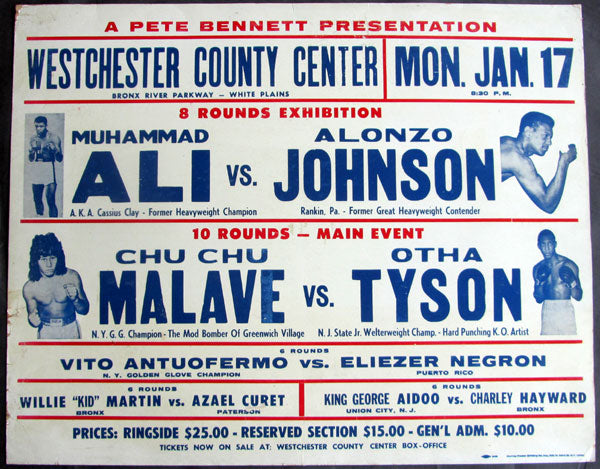 A PETE BENNETT PRESENTATION
WESTCHESTER COUNTY CENTER
BRONX RIVER PARKWAY – WHITE PLAINS
MON. JAN. 17
8:30 P.M.
8 ROUNDS EXHIBITION
MUHAMMAD ALI vs. ALONZO JOHNSON
A.K.A. Cassius Clay - Former Heavyweight Champion
Rankin, Pa. - Former Great Heavyweight Contender
10 ROUNDS — MAIN EVENT
CHU CHU MALAVE vs. OTHA TYSON
N.Y.G.G. Champion - The Mod Bomber Of Greenwich Village
N.J. State Jr. Welterweight Champ. - Hard Punching K.O. Artist
6 ROUNDS
VITO ANTUOFERMO vs. ELIEZER NEGRON
N.Y. GOLDEN GLOVE CHAMPION
PUERTO RICO
6 ROUNDS
WILLIE "KID" MARTIN vs. AZAEL CURET
BRONX
PATERSON
6 ROUNDS
KING GEORGE AIDOO vs. CHARLEY HAYWARD
UNION CITY, N.J.
BRONX
PRICES: RINGSIDE $25.00 - RESERVED SECTION $15.00 - GEN'L ADM. $10.00
TICKETS NOW ON SALE AT: WESTCHESTER COUNTY CENTER BOX-OFFICE